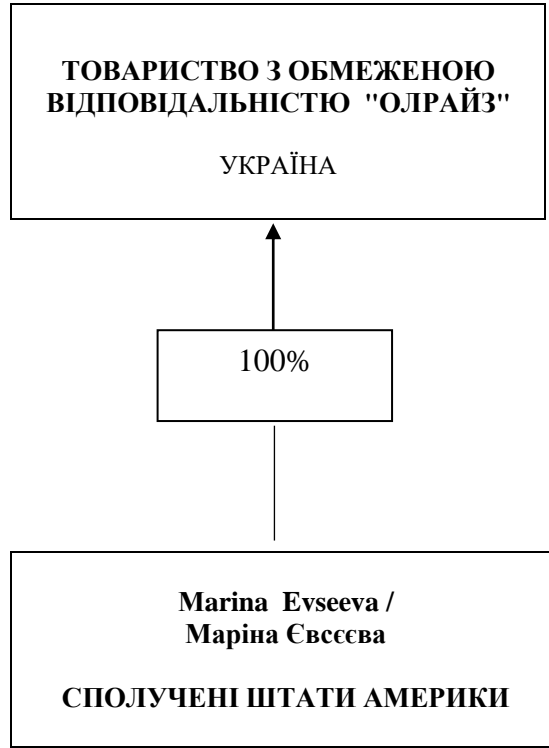 ТОВАРИСТВО З ОБМЕЖЕНОЮ
ВІДПОВІДАЛЬНІСТЮ "ОЛРАЙЗ"
УКРАЇНА
100%
Marina Evseeva /
Маріна Євсєєва
СПОЛУЧЕНІ ШТАТИ АМЕРИКИ